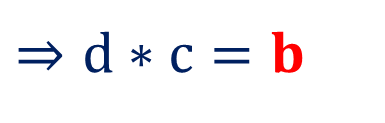 ⇒ d ∗ c = b